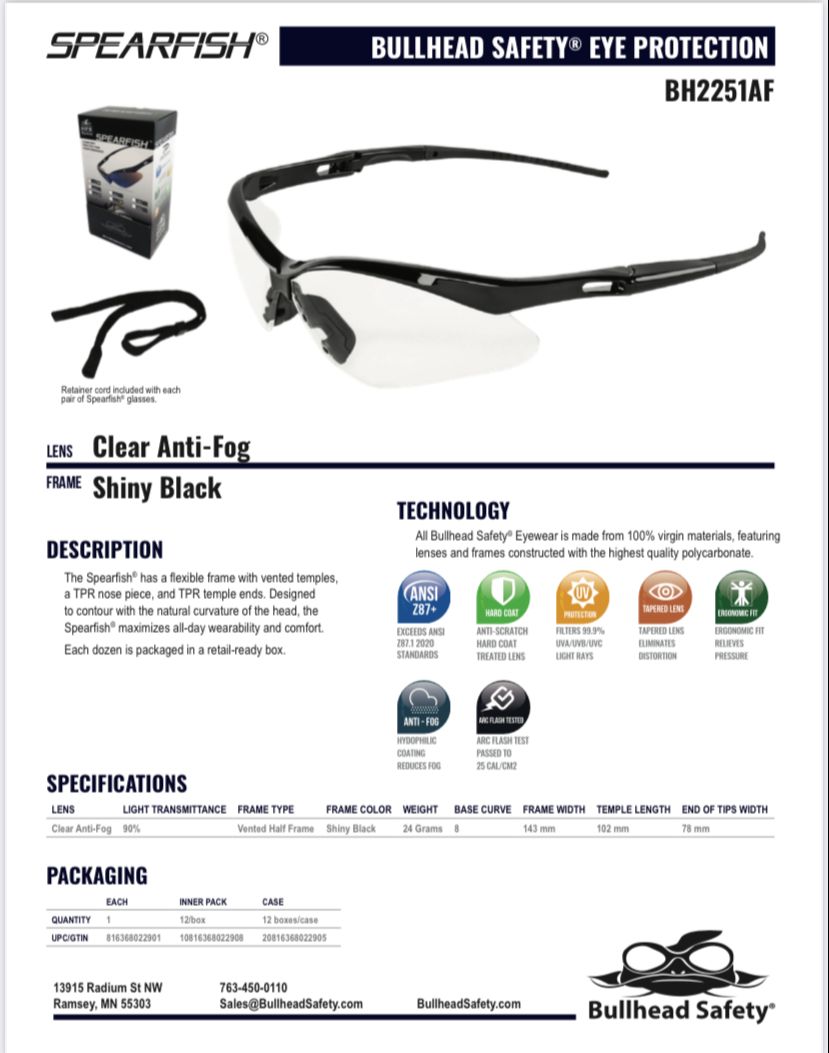 SPEARFISH®
BULLHEAD SAFETY® EYE PROTECTION
BH2251AF
SPEARFISH
Retainer cord included with each
pair of Spearfish® glasses.
LENS Clear Anti-Fog
FRAME Shiny Black
DESCRIPTION
The Spearfish® has a flexible frame with vented temples,
a TPR nose piece, and TPR temple ends. Designed
to contour with the natural curvature of the head, the
Spearfish® maximizes all-day wearability and comfort.
Each dozen is packaged in a retail-ready box.
TECHNOLOGY
All Bullhead Safety® Eyewear is made from 100% virgin materials, featuring
lenses and frames constructed with the highest quality polycarbonate.
ANSI
Z87+
EXCEEDS ANSI
Z87.1 2020
STANDARDS
HARD COAT
ANTI-SCRATCH
HARD COAT
TREATED LENS
UV
PROTECTION
FILTERS 99.9%
UVA/UVB/UVC
LIGHT RAYS
TAPERED LENS
TAPERED LENS
ELIMINATES
DISTORTION
ERGONOMIC FIT
ERGONOMIC FIT
RELIEVES
PRESSURE
ANTI - FOG
HYDOPHILIC
COATING
REDUCES FOG
ARC FLASH TESTED
ARC FLASH TEST
PASSED TO
25 CAL/CM2
SPECIFICATIONS
LENS LIGHT TRANSMITTANCE FRAME TYPE FRAME COLOR WEIGHT BASE CURVE FRAME WIDTH TEMPLE LENGTH END OF TIPS WIDTH
Clear Anti-Fog 90% Vented Half Frame Shiny Black 24 Grams 8 143 mm 102 mm 78 mm
PACKAGING
EACH INNER PACK CASE
QUANTITY 1 12/box 12 boxes/case
UPC/GTIN 816368022901 10816368022908 20816368022905
13915 Radium St NW 763-450-0110
Ramsey, MN 55303 Sales@BullheadSafety.com BullheadSafety.com
Bullhead Safety®